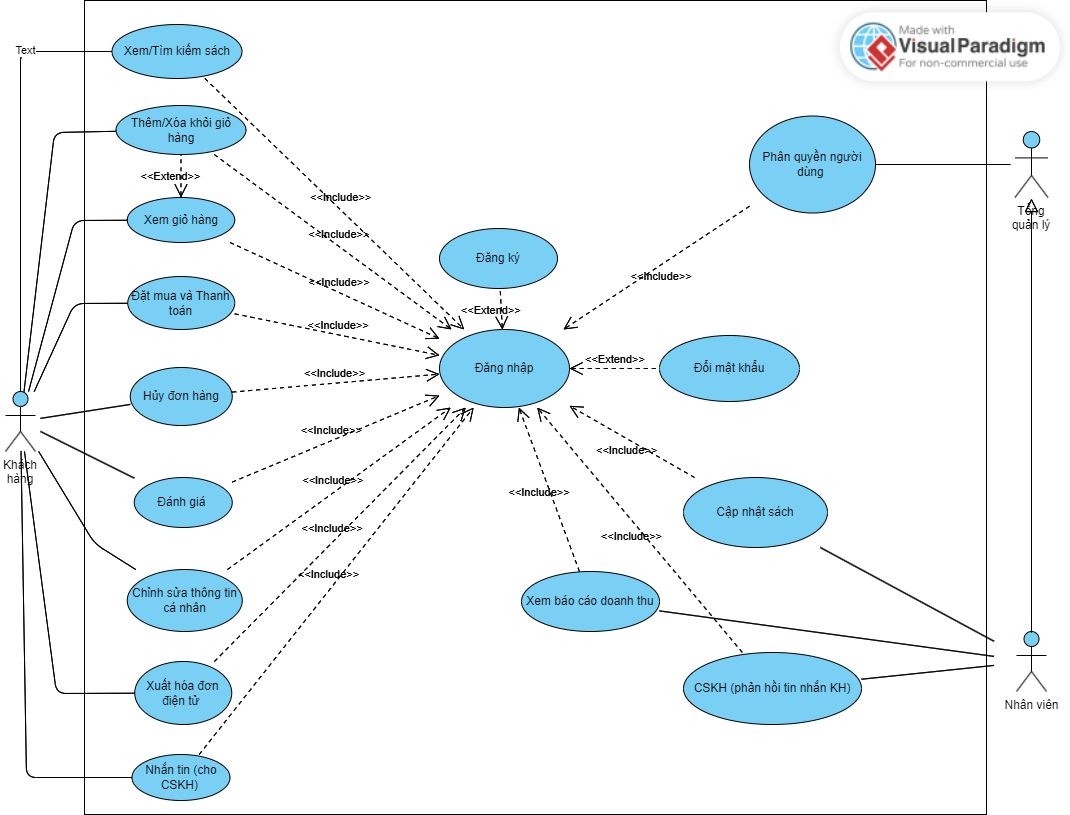 Made with
Visual Paradigm
For non-commercial use
Text
Xem/Tìm kiếm sách
Thêm/Xóa khỏi giỏ
hàng
<<Extend>>
Xem giỏ hàng
Đặt mua và Thanh
toán
Hủy đơn hàng
Đánh giá
Chỉnh sửa thông tin
cá nhân
Xuất hóa đơn
điện tử
Nhắn tin (cho
CSKH)
Khách
hàng
<<Include>>
<<Include>>
<<Include>>
<<Include>>
<<Include>>
<<Include>>
<<Include>>
<<Include>>
<<Include>>
Đăng ký
<<Extend>>
Đăng nhập
<<Extend>>
Đổi mật khẩu
Phân quyền người
dùng
<<Include>>
<<Include>>
<<Include>>
<<Include>>
Cập nhật sách
Xem báo cáo doanh thu
CSKH (phản hồi tin nhắn KH)
Tổng
quản lý
Nhân viên